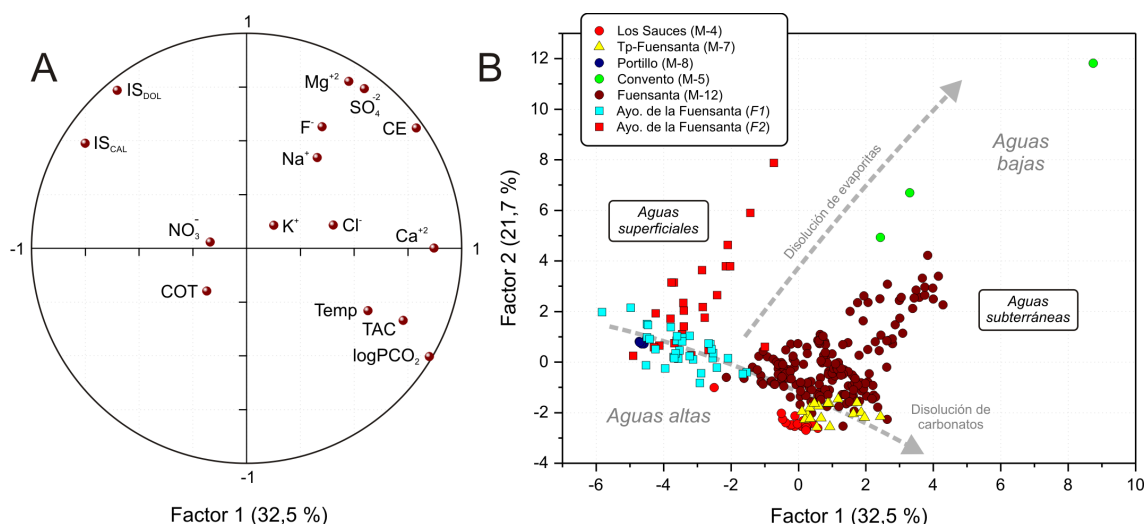 A
1
-1
1
-1
IS DOL
IS CAL
Mg+2
SO4-2
F-
CE
Na+
NO3-
K+
Cl-
Ca+2
COT
Temp
TAC
logPCO2
Factor 1 (32,5 %)
B
Los Sauces (M-4)
Tp-Fuensanta (M-7)
Portillo (M-8)
Convento (M-5)
Fuensanta (M-12)
Ayo. de la Fuensanta (F1)
Ayo. de la Fuensanta (F2)
Factor 2 (21,7 %)
12
10
8
6
4
2
0
-2
-4
Aguas
bajas
Disolución de evaporitas
Aguas
superficiales
Aguas
subterráneas
Aguas altas
Disolución de
carbonatos
-6 -4 -2 0 2 4 6 8 10
Factor 1 (32,5 %)